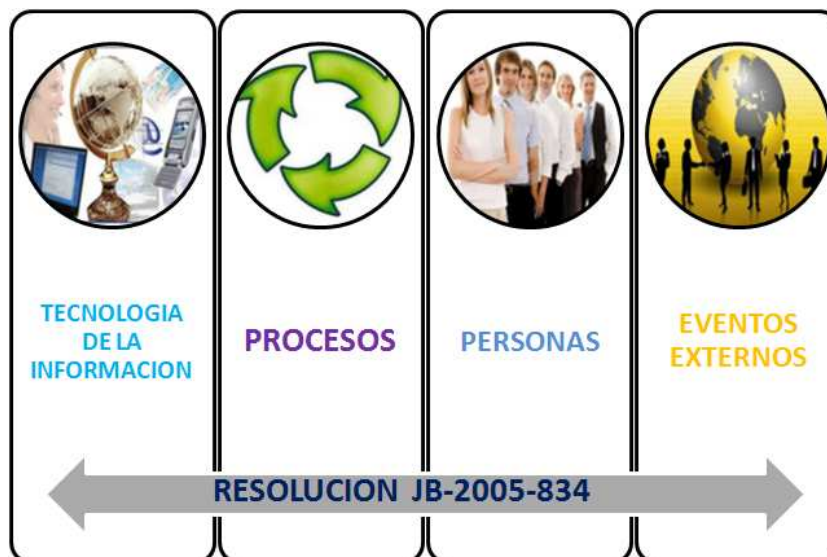 TECNOLOGIA
DE LA
INFORMACION
PROCESOS
PERSONAS
EVENTOS
EXTERNOS
RESOLUCION JB-2005-834